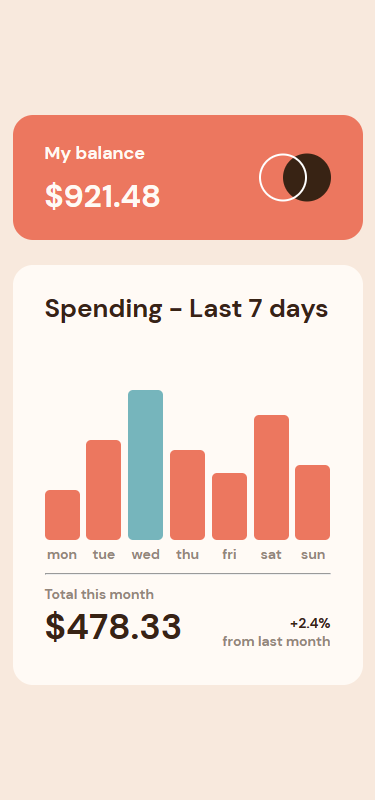 My balance
$921.48
Spending - Last 7 days
mon tue wed thu fri sat sun
Total this month
$478.33
+2.4%
from last month